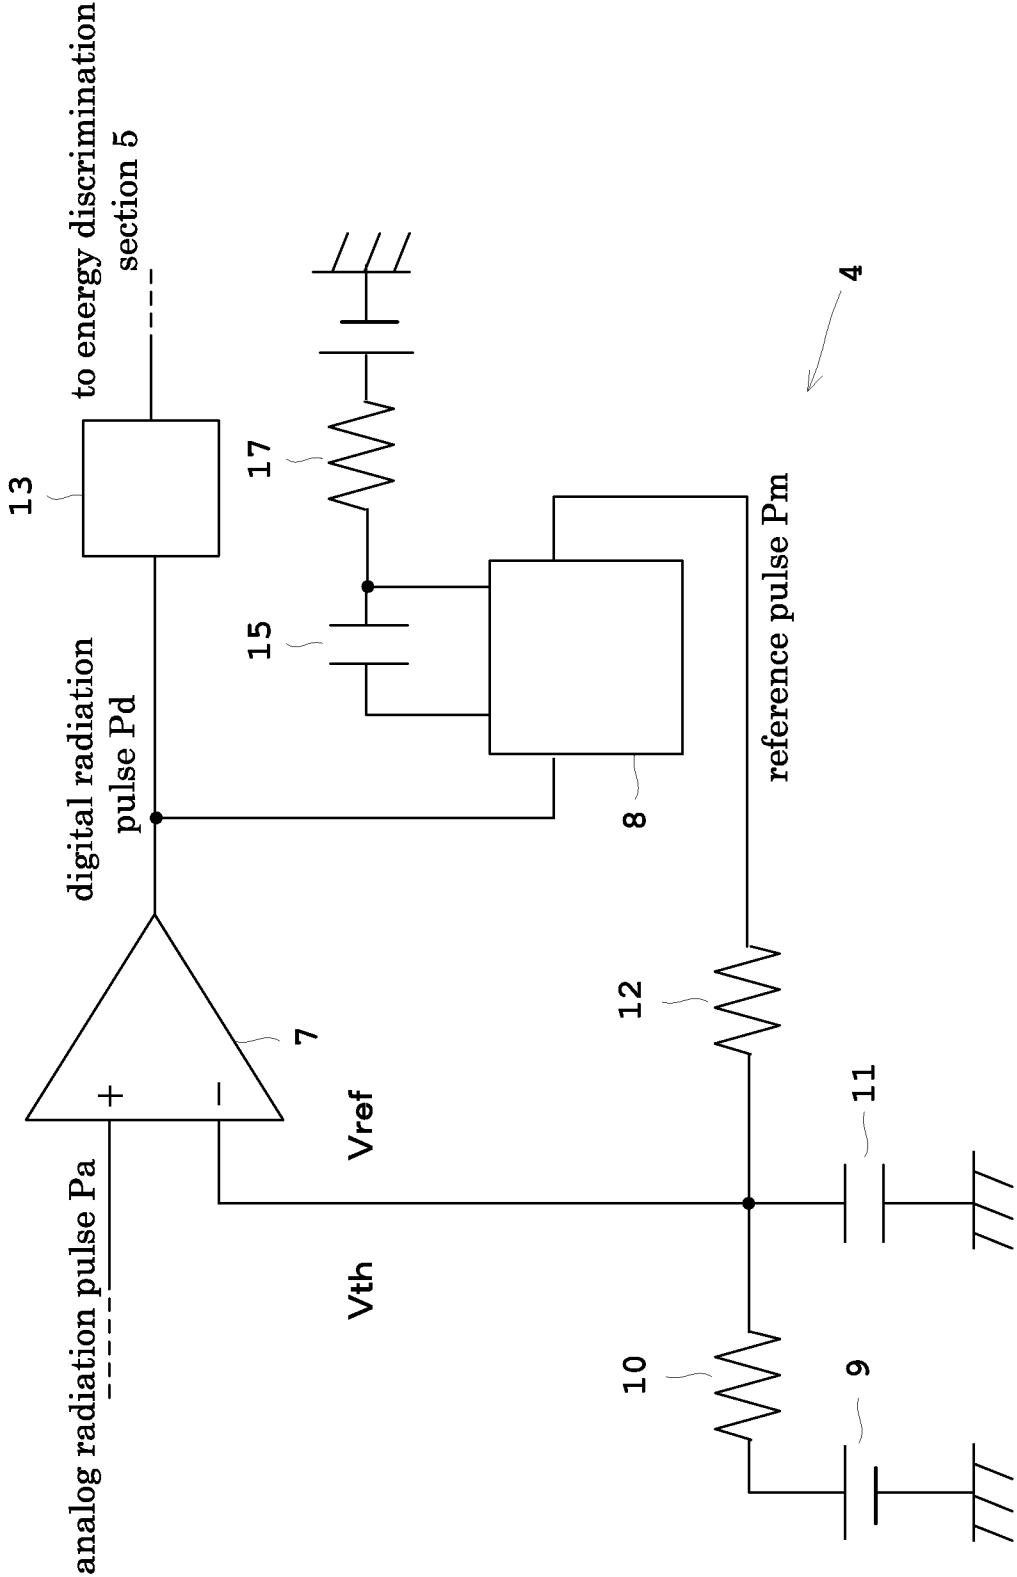 to energy discrimination
section 5
13
digital radiation
pulse Pd
17
15
4
8
reference pulse Pm
+
−
7
analog radiation pulse Pa
Vref
Vth
12
11
10
9